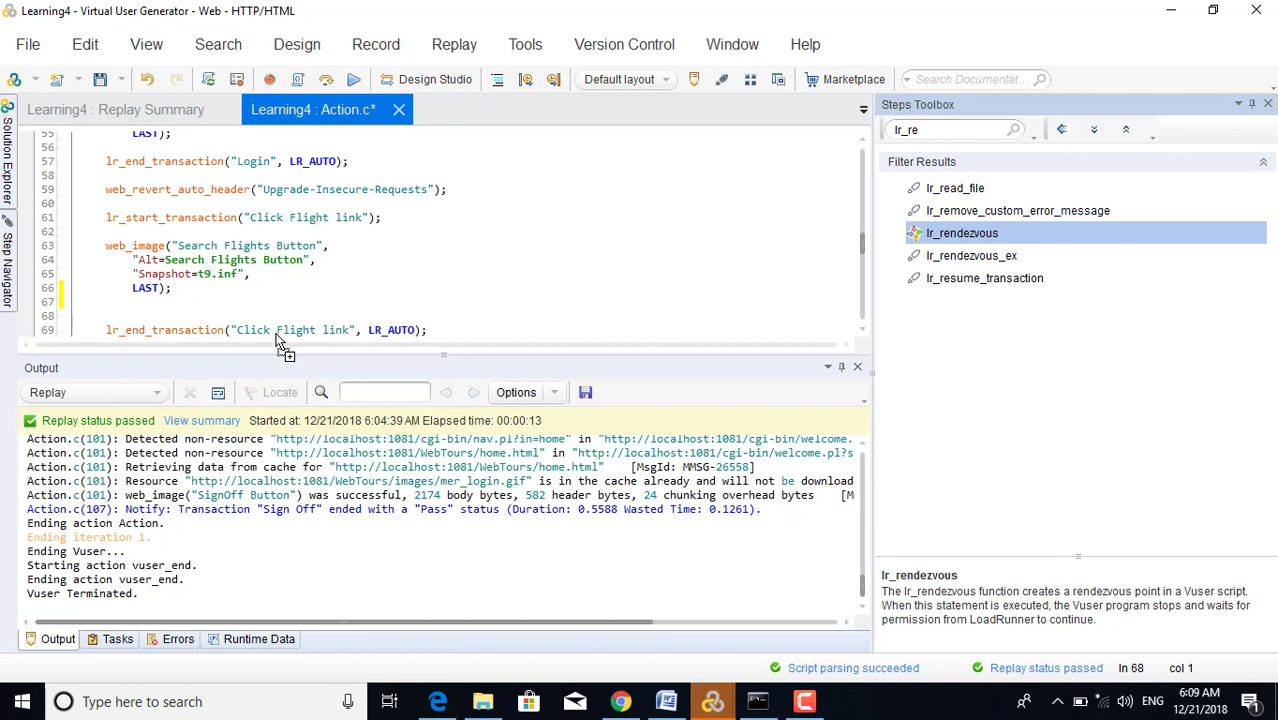 Learning4 - Virtual User Generator - Web - HTTP/HTML
File Edit View Search Design Record Replay Tools Version Control Window Help
Design Studio Default layout Marketplace Search Documentat...
Learning4 : Replay Summary Learning4 : Action.c*
Solution Explorer
Step Navigator
55 LAST);
56
57 lr_end_transaction("Login", LR_AUTO);
58
59 web_revert_auto_header("Upgrade-Insecure-Requests");
60
61 lr_start_transaction("Click Flight link");
62
63 web_image("Search Flights Button",
64 "Alt=Search Flights Button",
65 "Snapshot=t9.inf",
66 LAST);
67
68
69 lr_end_transaction("Click Flight link", LR_AUTO);
Steps Toolbox
lr_re
Filter Results
lr_read_file
lr_remove_custom_error_message
lr_rendezvous
lr_rendezvous_ex
lr_resume_transaction
lr_rendezvous
The lr_rendezvous function creates a rendezvous point in a Vuser script.
When this statement is executed, the Vuser program stops and waits for
permission from LoadRunner to continue.
Output
Replay Locate Options
Replay status passed View summary Started at: 12/21/2018 6:04:39 AM Elapsed time: 00:00:13
Action.c(101): Detected non-resource "http://localhost:1081/cgi-bin/nav.pl?in=home" in "http://localhost:1081/cgi-bin/welcome.
Action.c(101): Detected non-resource "http://localhost:1081/WebTours/home.html" in "http://localhost:1081/cgi-bin/welcome.pl?s
Action.c(101): Retrieving data from cache for "http://localhost:1081/WebTours/home.html" [MsgId: MMSG-26558]
Action.c(101): Resource "http://localhost:1081/WebTours/images/mer_login.gif" is in the cache already and will not be download
Action.c(101): web_image("SignOff Button") was successful, 2174 body bytes, 582 header bytes, 24 chunking overhead bytes [M
Action.c(107): Notify: Transaction "Sign Off" ended with a "Pass" status (Duration: 0.5588 Wasted Time: 0.1261).
Ending action Action.
Ending iteration 1.
Ending Vuser...
Starting action vuser_end.
Ending action vuser_end.
Vuser Terminated.
Output Tasks Errors Runtime Data
Script parsing succeeded Replay status passed ln 68 col 1
Type here to search
ENG
6:09 AM
12/21/2018
1